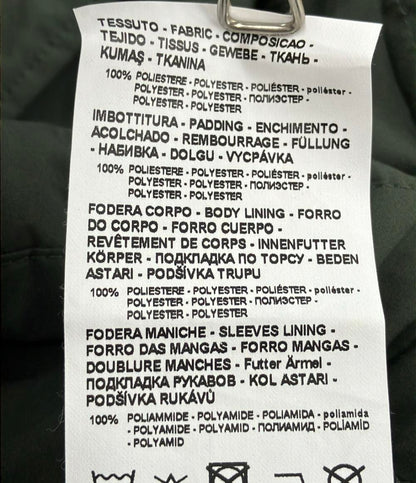 TESSUTO - FABRIC - COMPOSICAO -
TEJIDO - TISSUS - GEWEBE - ТКАНЬ -
KUMAŞ - TKANINA
100% POLIESTERE - POLYESTER - POLIÉSTER - poliéster -
POLYESTER - POLYESTER - ПОЛИЭСТЕР -
POLYESTER - POLYESTER
IMBOTTITURA - PADDING - ENCHIMENTO -
ACOLCHADO - REMBOURRAGE - FÜLLUNG
- НАБИВКА - DOLGU - VYCPÁVKA
100% POLIESTERE - POLYESTER - POLIÉSTER - poliéster -
POLYESTER - POLYESTER - ПОЛИЭСТЕР -
POLYESTER - POLYESTER
FODERA CORPO - BODY LINING - FORRO
DO CORPO - FORRO CUERPO -
REVÊTEMENT DE CORPS - INNENFUTTER
KÖRPER - ПОДКЛАДКА ПО ТОРСУ - BEDEN
ASTARI - PODŠÍVKA TRUPU
100% POLIESTERE - POLYESTER - POLIÉSTER - poliéster -
POLYESTER - POLYESTER - ПОЛИЭСТЕР -
POLYESTER - POLYESTER
FODERA MANICHE - SLEEVES LINING -
FORRO DAS MANGAS - FORRO MANGAS -
DOUBLURE MANCHES - Futter Ärmel -
ПОДКЛАДКА РУКАВОВ - KOL ASTARI -
PODŠÍVKA RUKÁVŮ
100% POLIAMMIDE - POLYAMIDE - POLIAMIDA - poliamida
- POLYAMIDE - POLYAMID - ПОЛИАМИД - POLİAMİD
- POLYAMID